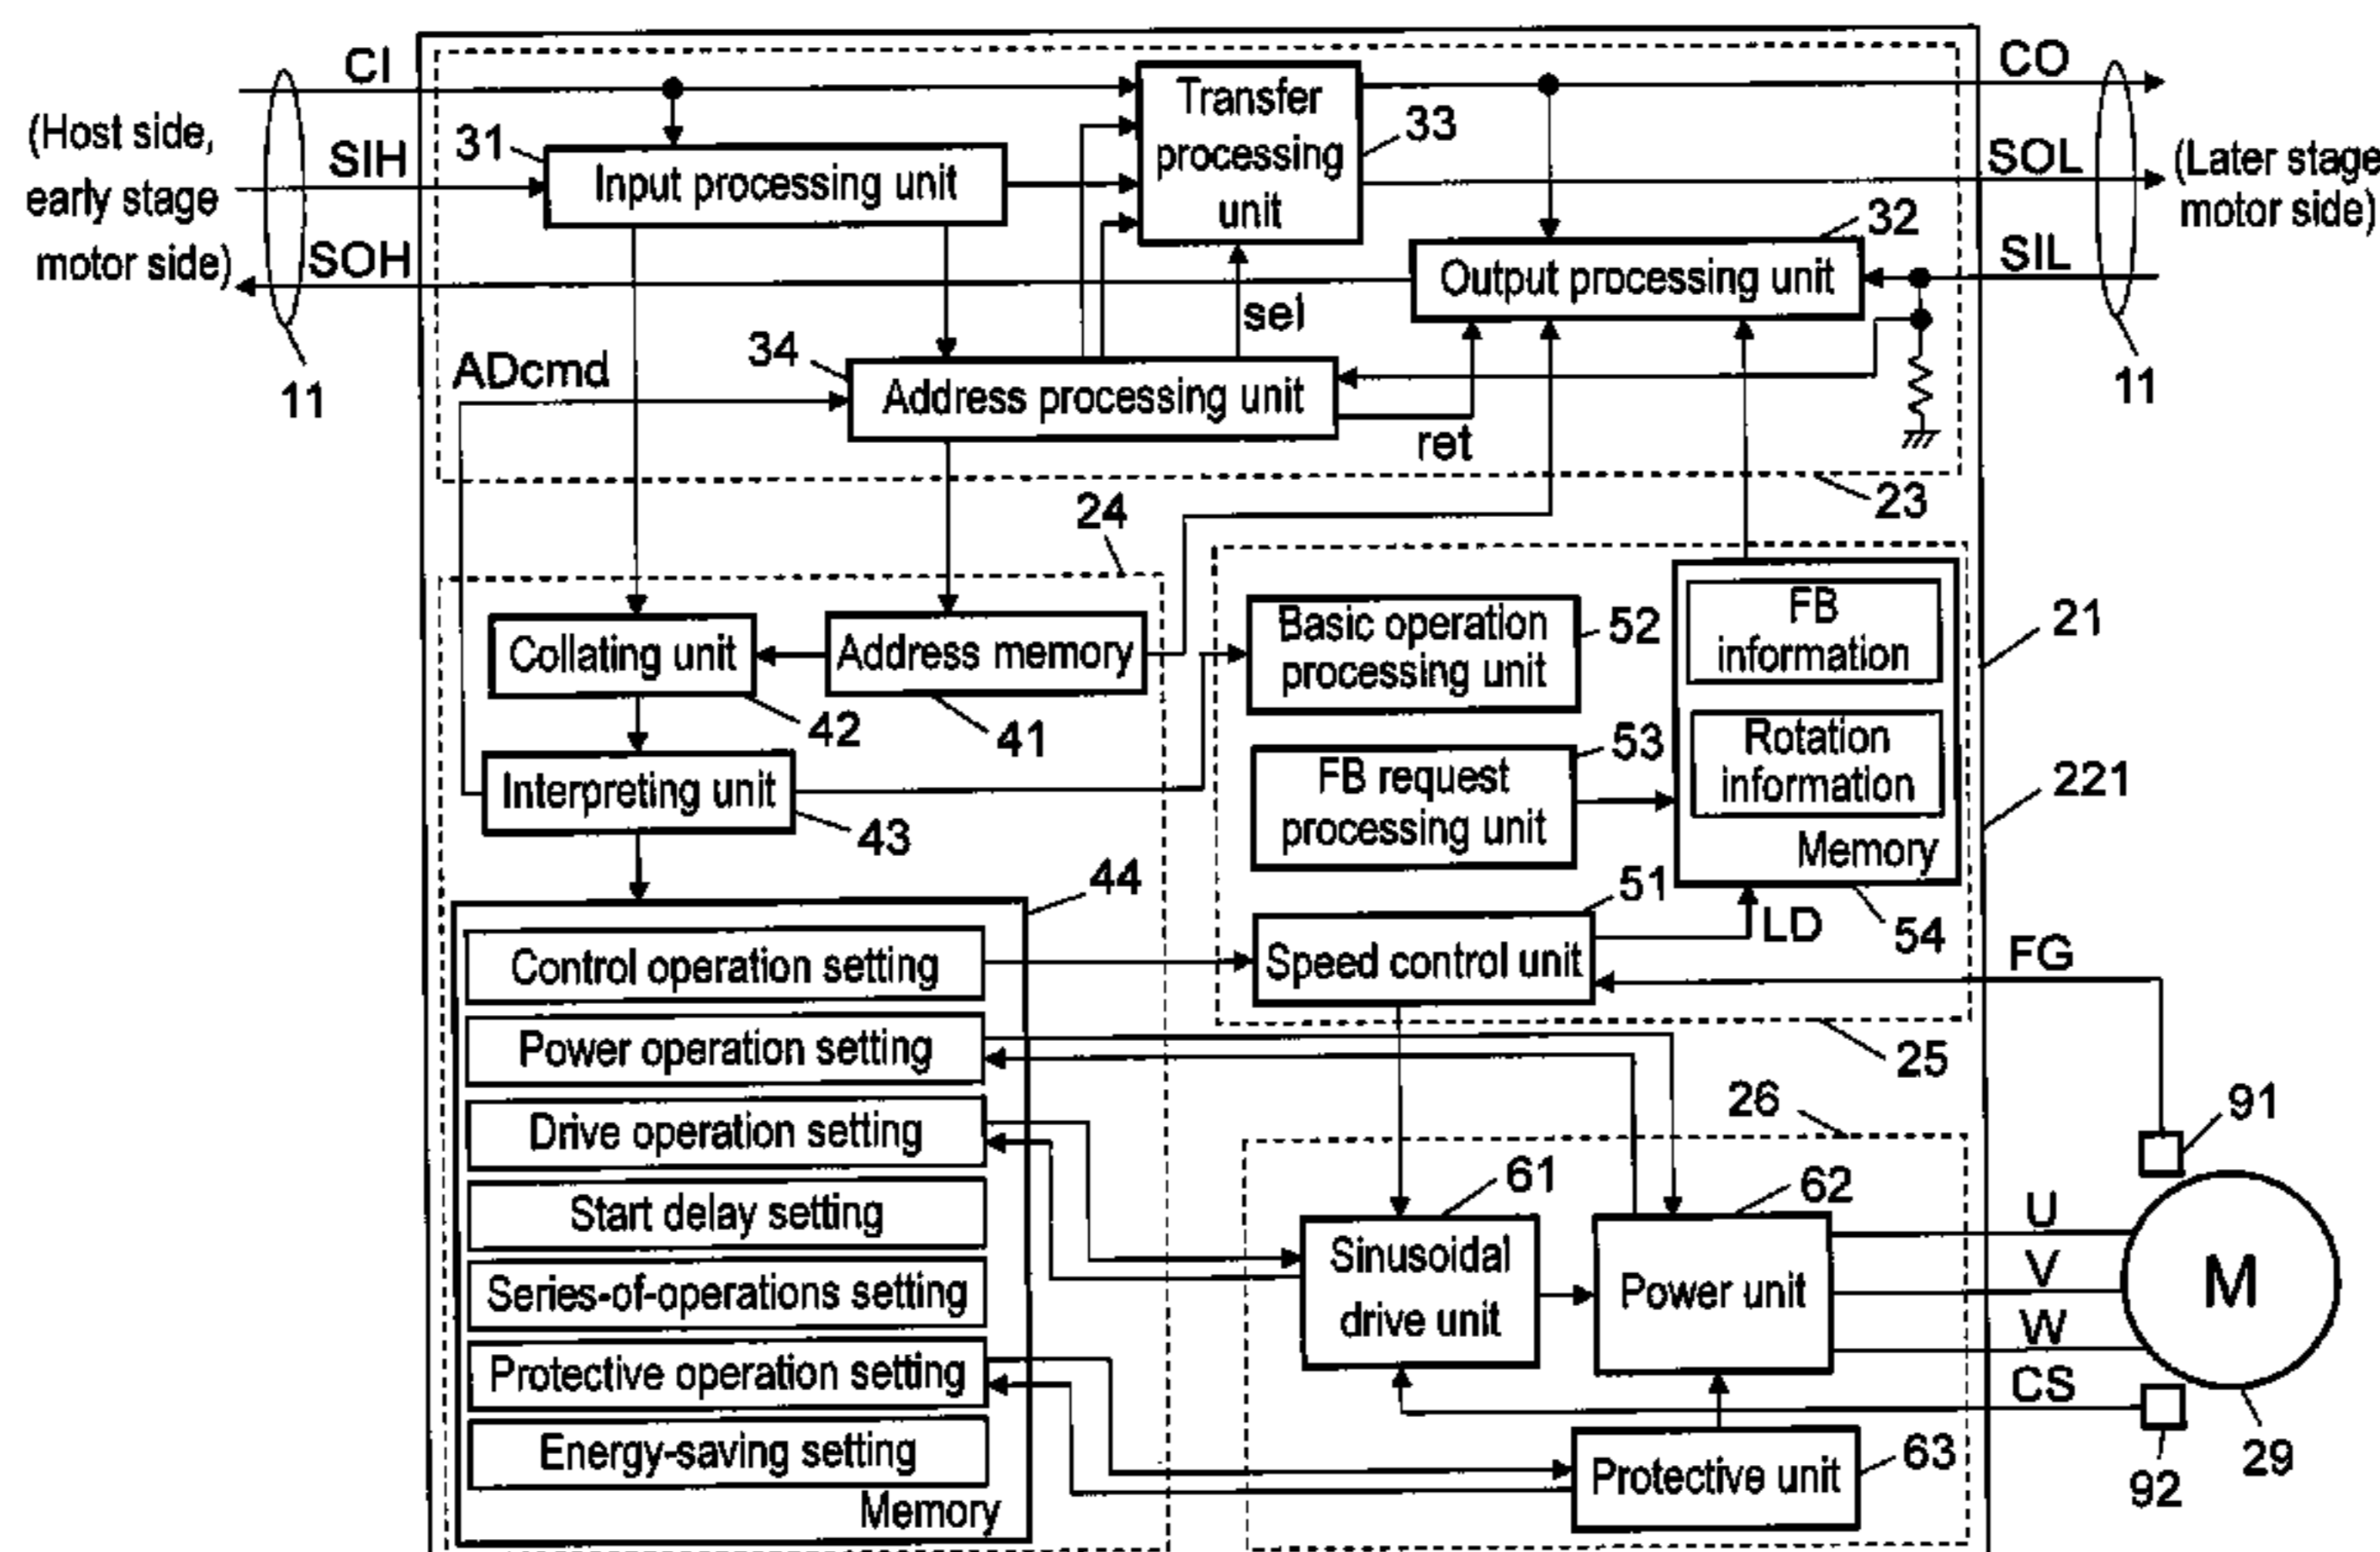 CI
CO
(Host side,
early stage
motor side)
SIH
SOH
11
31
Input processing unit
Transfer
processing
unit
33
SOL
SIL
(Later stage
motor side)
11
32
Output processing unit
sel
34
ADcmd
Address processing unit
ret
23
24
Collating unit
Address memory
42
41
Interpreting unit
43
Basic operation
processing unit
52
FB request
processing unit
53
FB
information
Rotation
information
Memory
54
21
221
44
Control operation setting
Power operation setting
Drive operation setting
Start delay setting
Series-of-operations setting
Protective operation setting
Energy-saving setting
Memory
51
Speed control unit
LD
FG
25
26
61
Sinusoidal
drive unit
62
Power unit
Protective unit
63
U
V
W
CS
91
M
29
92